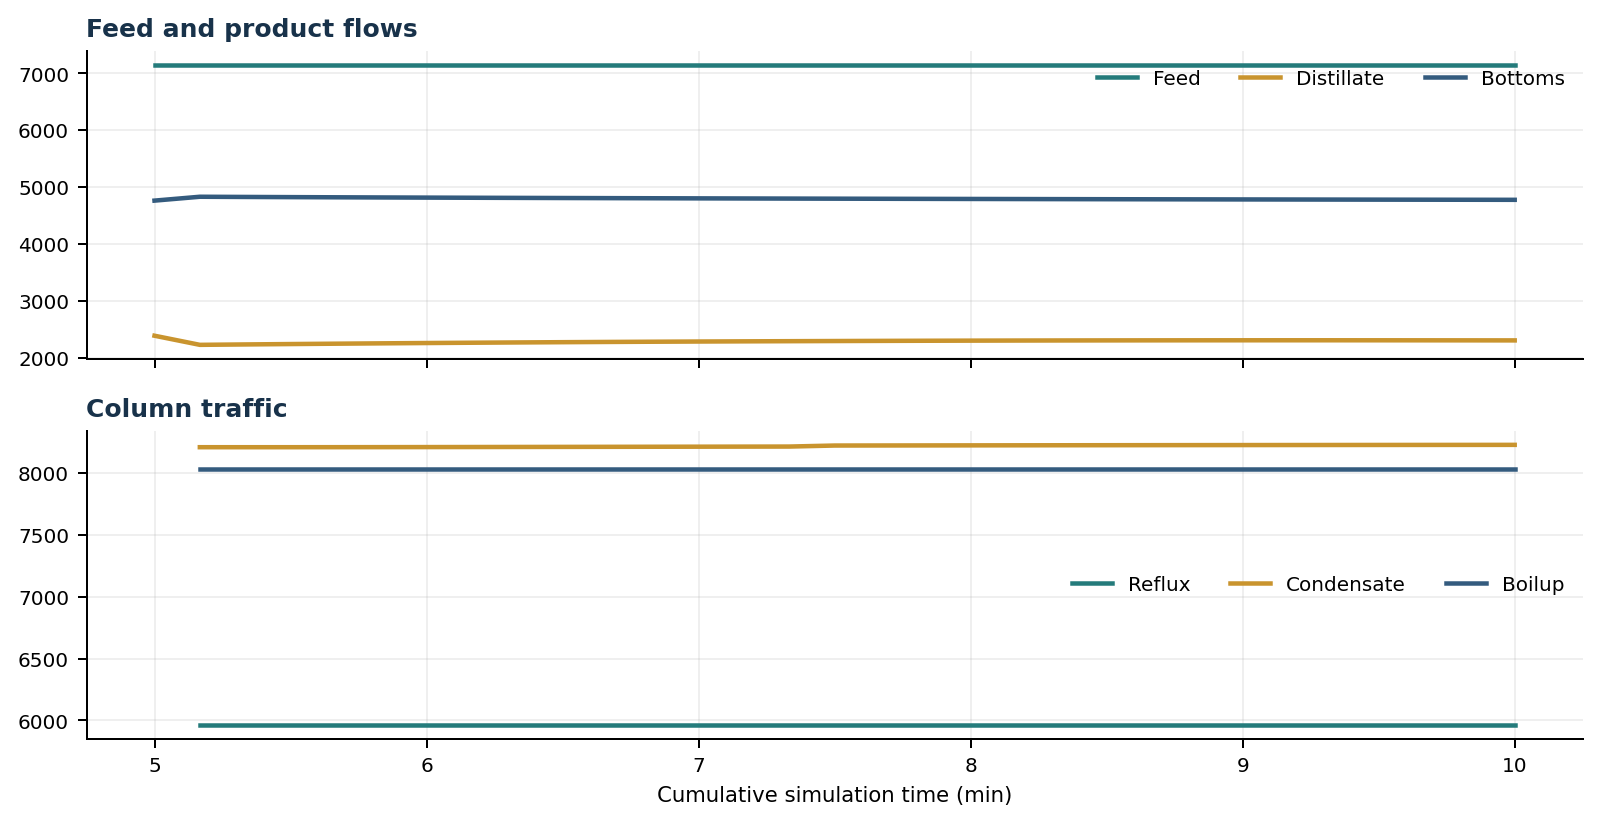 Feed and product flows
7000
Feed Distillate Bottoms
6000
5000
4000
3000
2000
Column traffic
8000
7500
Reflux Condensate Boilup
7000
6500
6000
5 6 7 8 9 10
Cumulative simulation time (min)